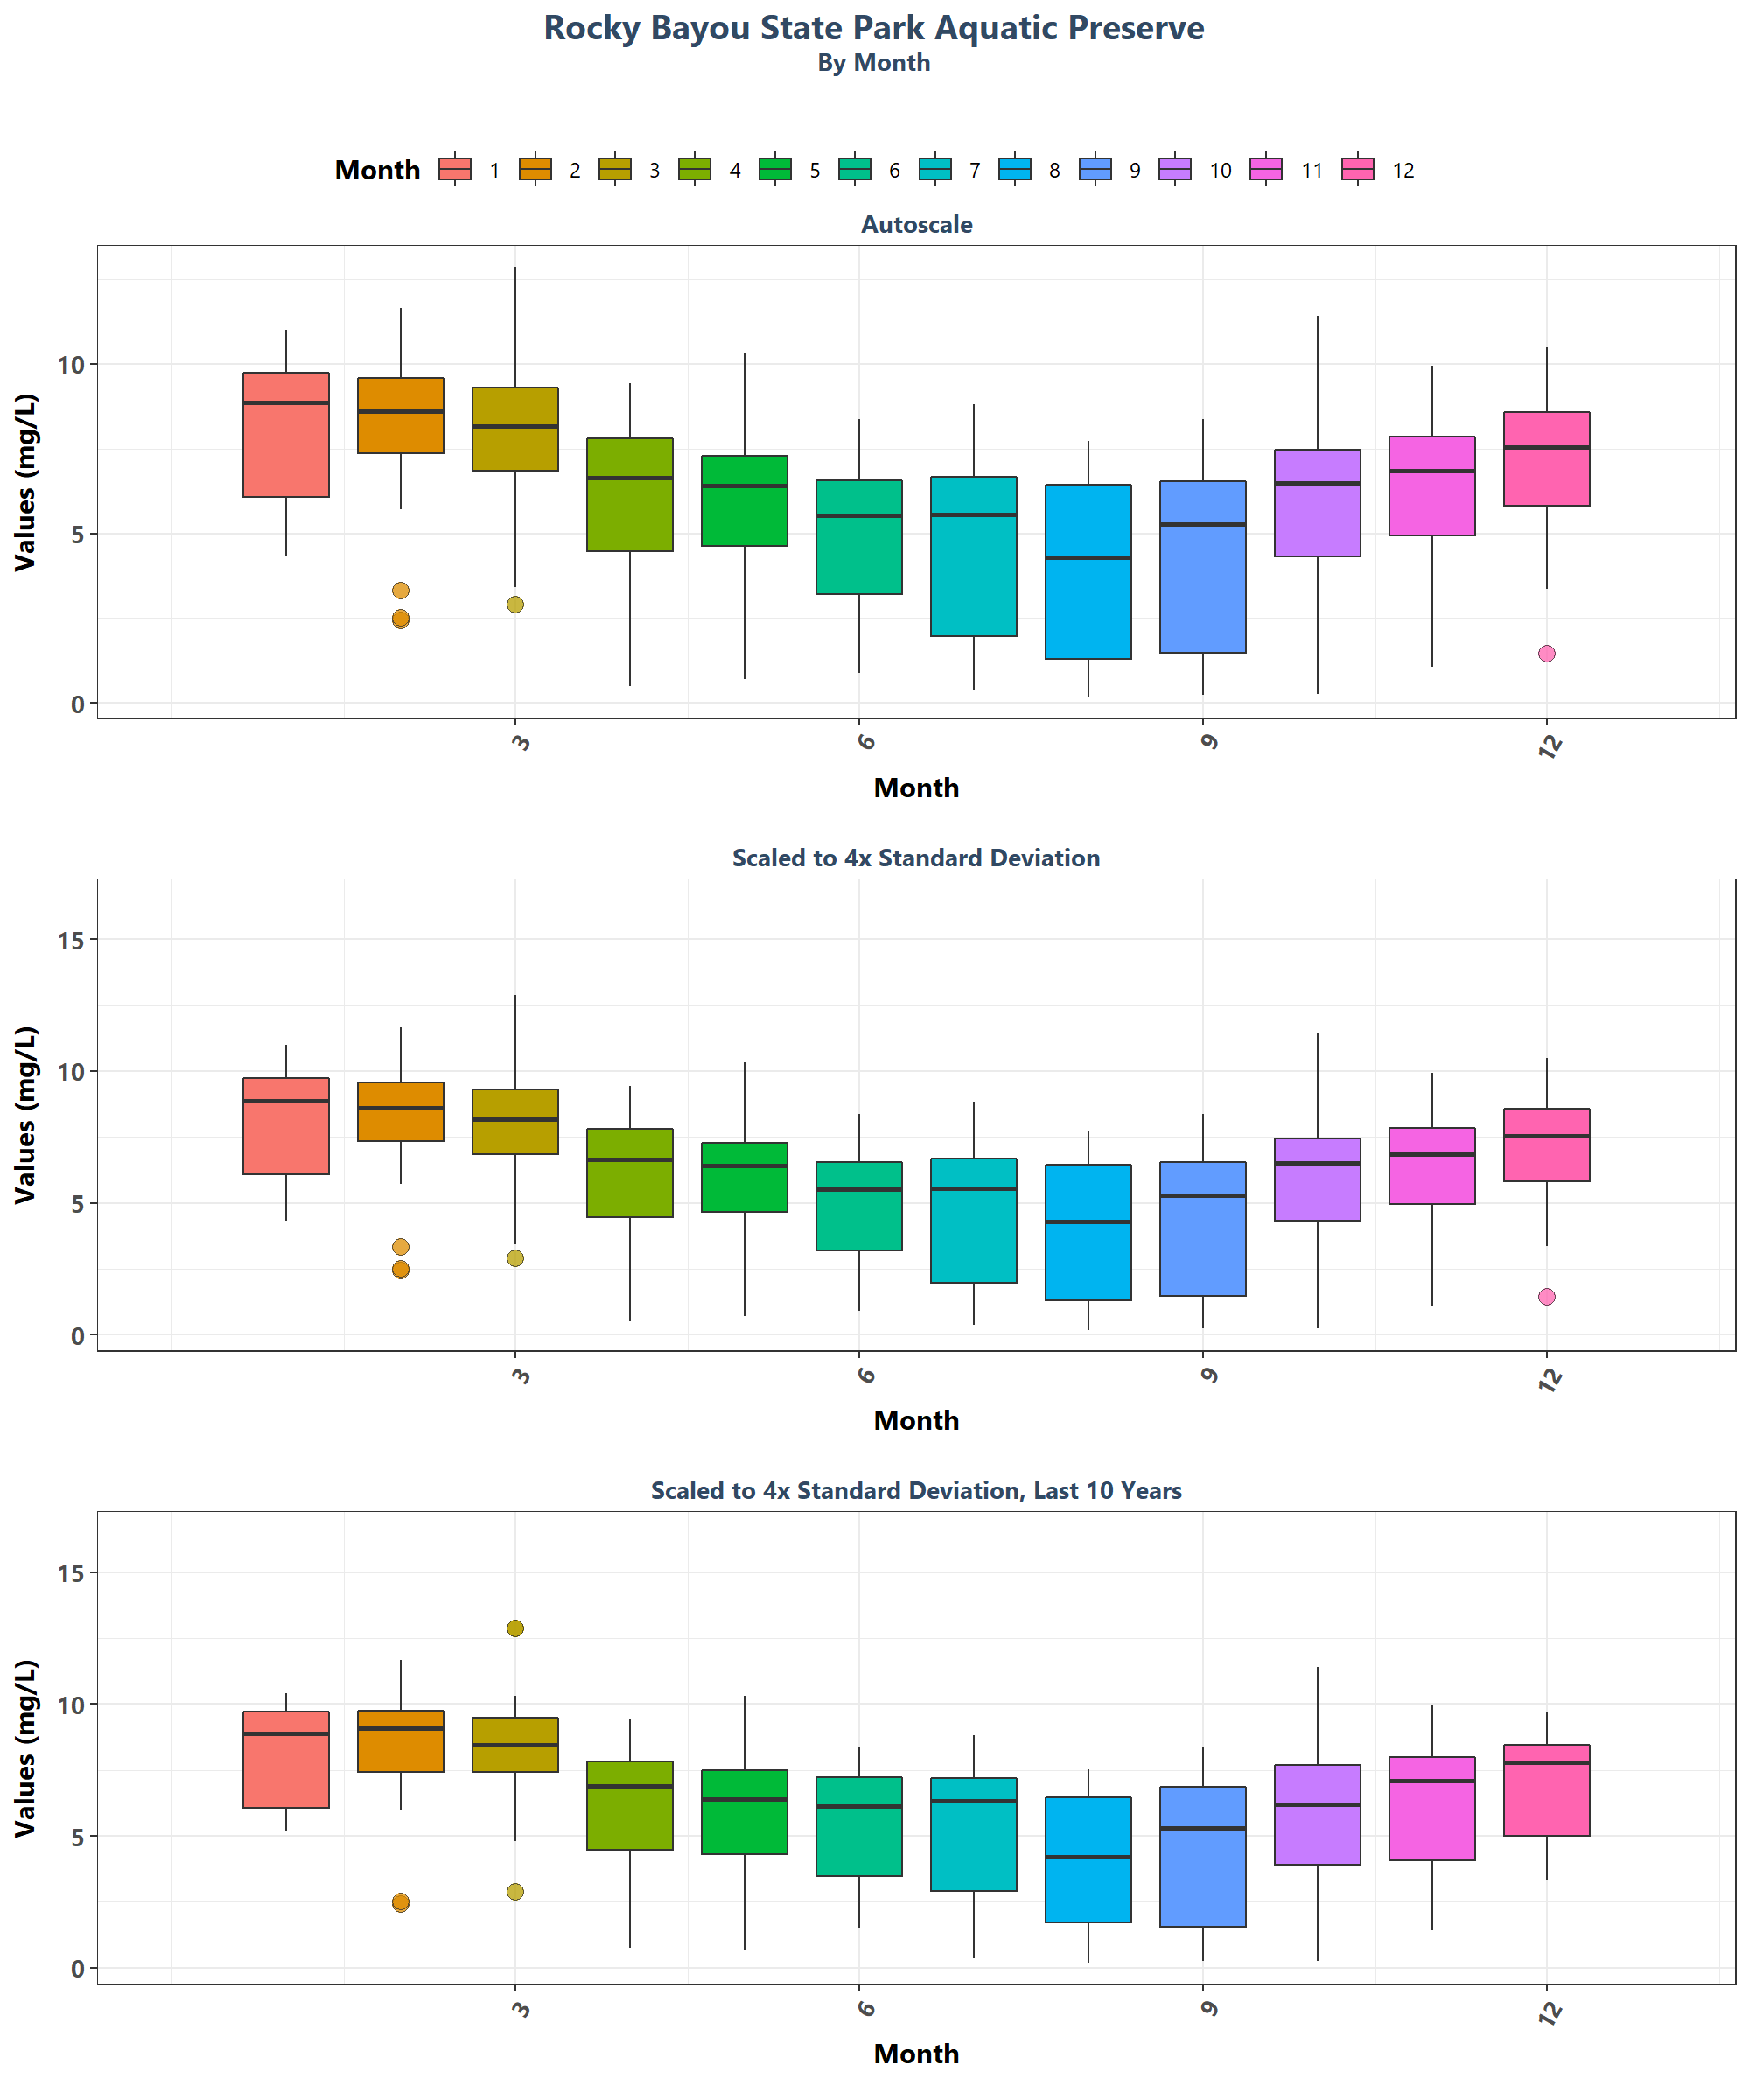 Rocky Bayou State Park Aquatic Preserve
By Month
Month 1 2 3 4 5 6 7 8 9 10 11 12
Autoscale
Values (mg/L)
10
5
0
3 6 9 12
Month
Scaled to 4x Standard Deviation
Values (mg/L)
15
10
5
0
3 6 9 12
Month
Scaled to 4x Standard Deviation, Last 10 Years
Values (mg/L)
15
10
5
0
3 6 9 12
Month